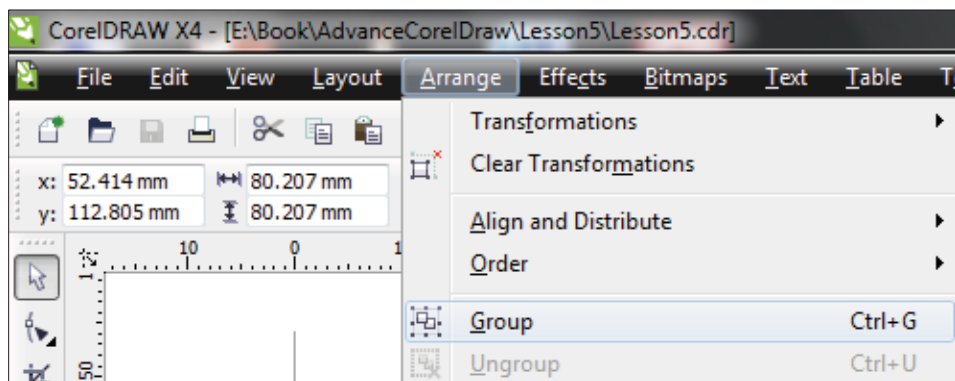 CorelDRAW X4 - [E:\Book\AdvanceCorelDraw\Lesson5\Lesson5.cdr]
File Edit View Layout Arrange Effects Bitmaps Text Table
Transformations
Clear Transformations
x: 52.414 mm 80.207 mm
y: 112.805 mm 80.207 mm
Align and Distribute
10 0 1
Order
Group Ctrl+G
50
Ungroup Ctrl+U